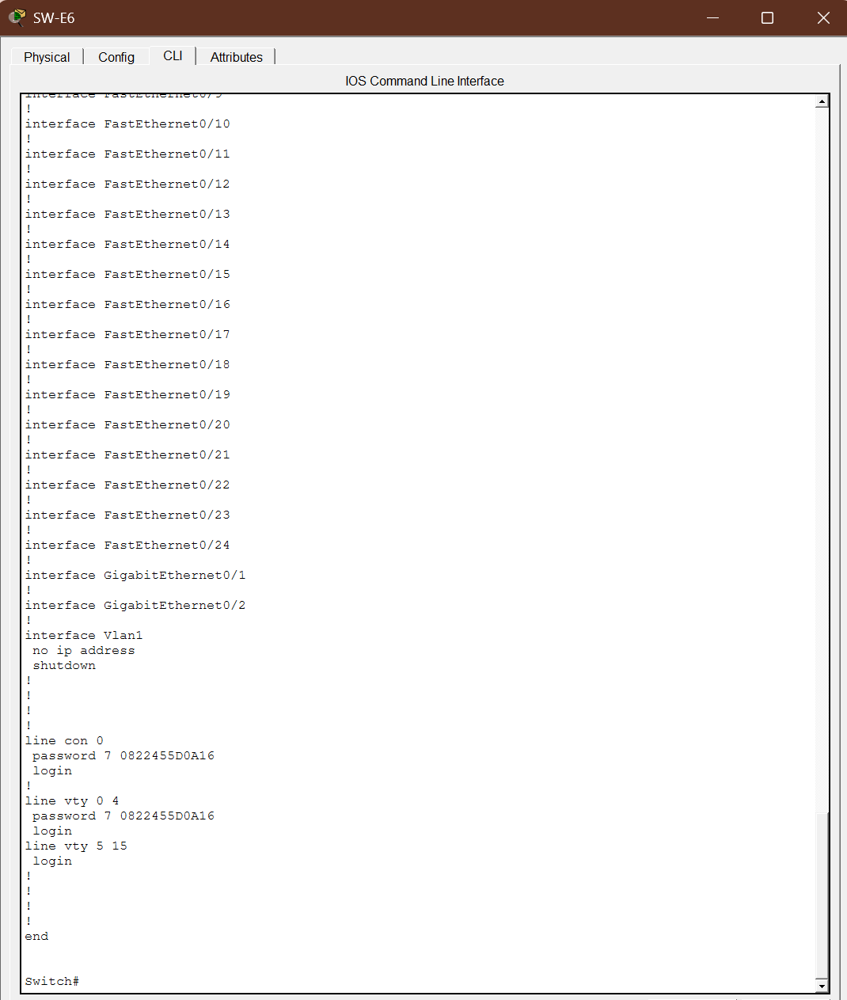 SW-E6
Physical Config CLI Attributes
IOS Command Line Interface
interface FastEthernet0/9
!
interface FastEthernet0/10
!
interface FastEthernet0/11
!
interface FastEthernet0/12
!
interface FastEthernet0/13
!
interface FastEthernet0/14
!
interface FastEthernet0/15
!
interface FastEthernet0/16
!
interface FastEthernet0/17
!
interface FastEthernet0/18
!
interface FastEthernet0/19
!
interface FastEthernet0/20
!
interface FastEthernet0/21
!
interface FastEthernet0/22
!
interface FastEthernet0/23
!
interface FastEthernet0/24
!
interface GigabitEthernet0/1
!
interface GigabitEthernet0/2
!
interface Vlan1
 no ip address
 shutdown
!
!
!
!
line con 0
 password 7 0822455D0A16
 login
!
line vty 0 4
 password 7 0822455D0A16
 login
line vty 5 15
 login
!
!
!
!
end
Switch#